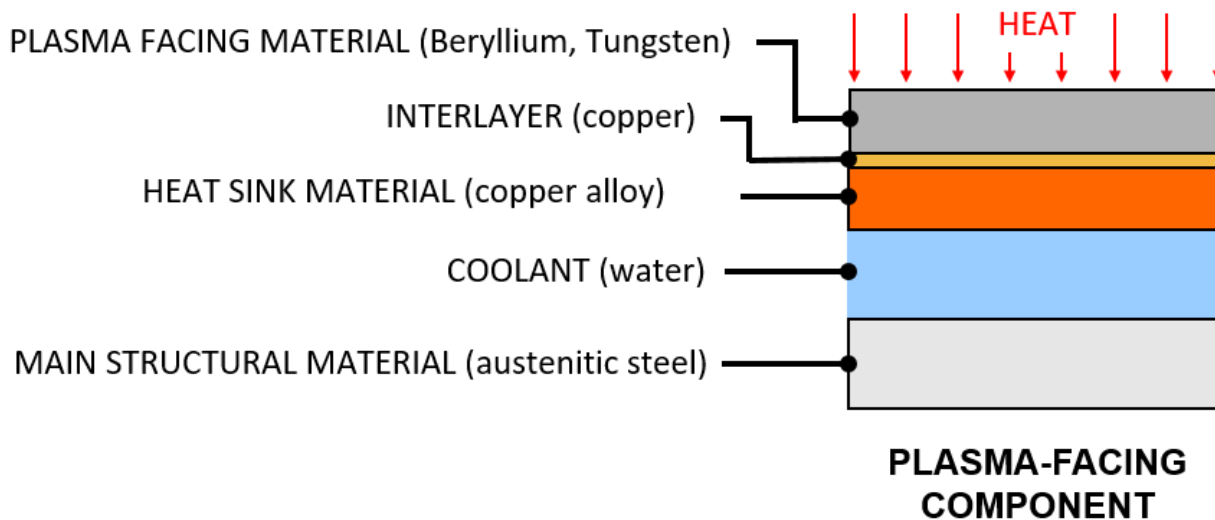 HEAT
PLASMA FACING MATERIAL (Beryllium, Tungsten)
INTERLAYER (copper)
HEAT SINK MATERIAL (copper alloy)
COOLANT (water)
MAIN STRUCTURAL MATERIAL (austenitic steel)
PLASMA-FACING
COMPONENT